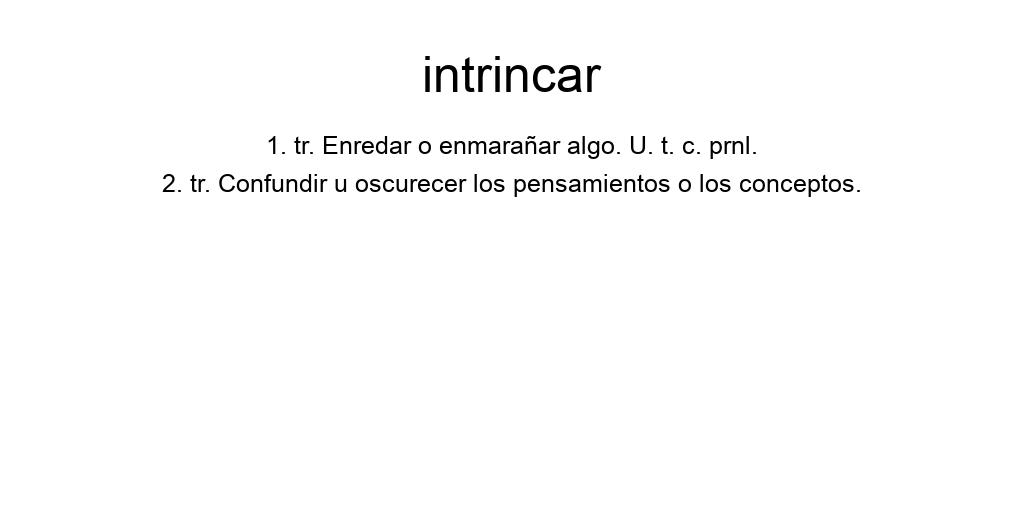 intrincar
1. tr. Enredar o enmarañar algo. U. t. c. prnl.
2. tr. Confundir u oscurecer los pensamientos o los conceptos.